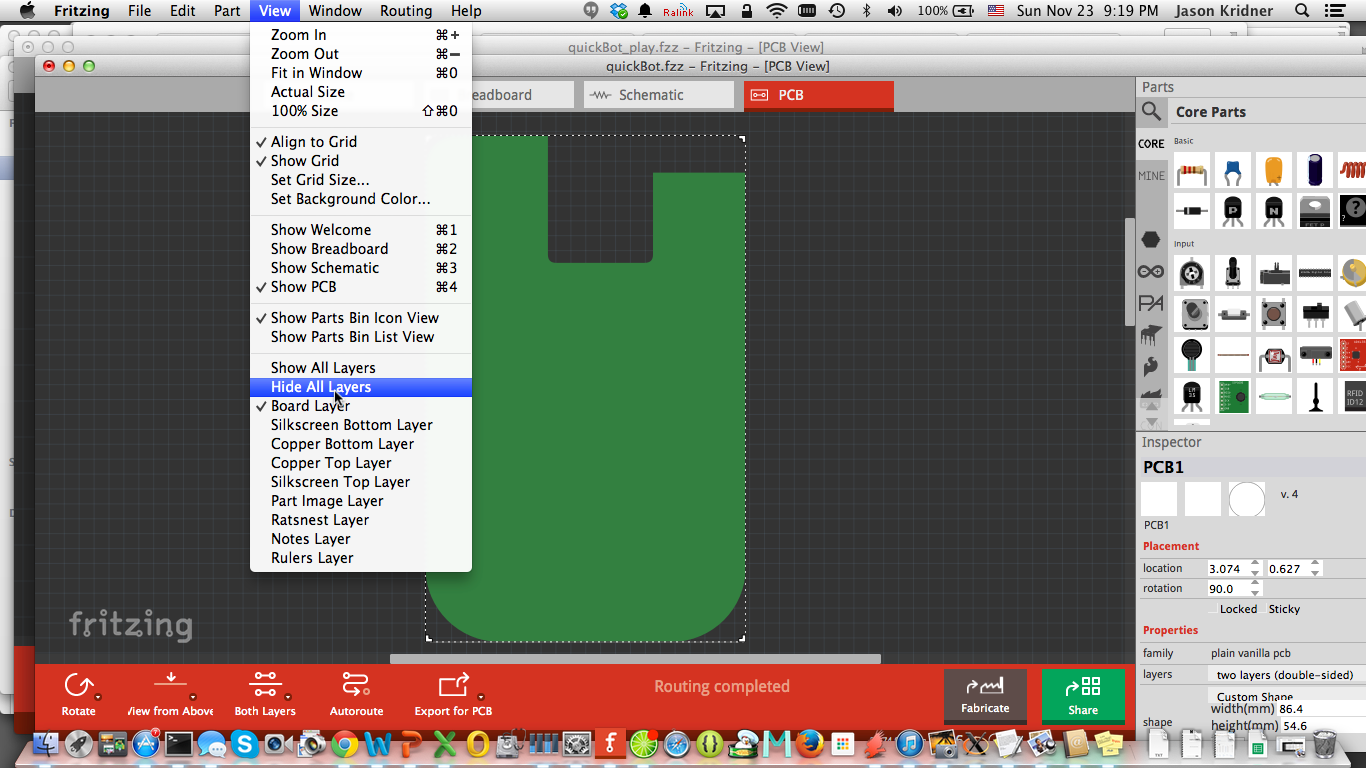 Fritzing File Edit Part View Window Routing Help Ralink 100% Sun Nov 23 9:19 PM Jason Kridner
quickBot_play.fzz – Fritzing – [PCB View]
quickBot.fzz – Fritzing – [PCB View]
eadboard Schematic PCB
Zoom In ⌘+
Zoom Out ⌘−
Fit in Window ⌘0
Actual Size
100% Size ⇧⌘0
✓ Align to Grid
✓ Show Grid
Set Grid Size...
Set Background Color...
Show Welcome ⌘1
Show Breadboard ⌘2
Show Schematic ⌘3
✓ Show PCB ⌘4
✓ Show Parts Bin Icon View
Show Parts Bin List View
Show All Layers
Hide All Layers
✓ Board Layer
Silkscreen Bottom Layer
Copper Bottom Layer
Copper Top Layer
Silkscreen Top Layer
Part Image Layer
Ratsnest Layer
Notes Layer
Rulers Layer
fritzing
Rotate
View from Above
Both Layers
Autoroute
Export for PCB
Routing completed
Fabricate
Share
Parts
Core Parts
CORE
MINE
Basic
P
N
?
Input
LM
35
RFID
ID12
Inspector
PCB1
v. 4
PCB1
Placement
location 3.074 0.627
rotation 90.0
Locked Sticky
Properties
family plain vanilla pcb
layers two layers (double-sided)
Custom Shape
shape
width(mm) 86.4
height(mm) 54.6